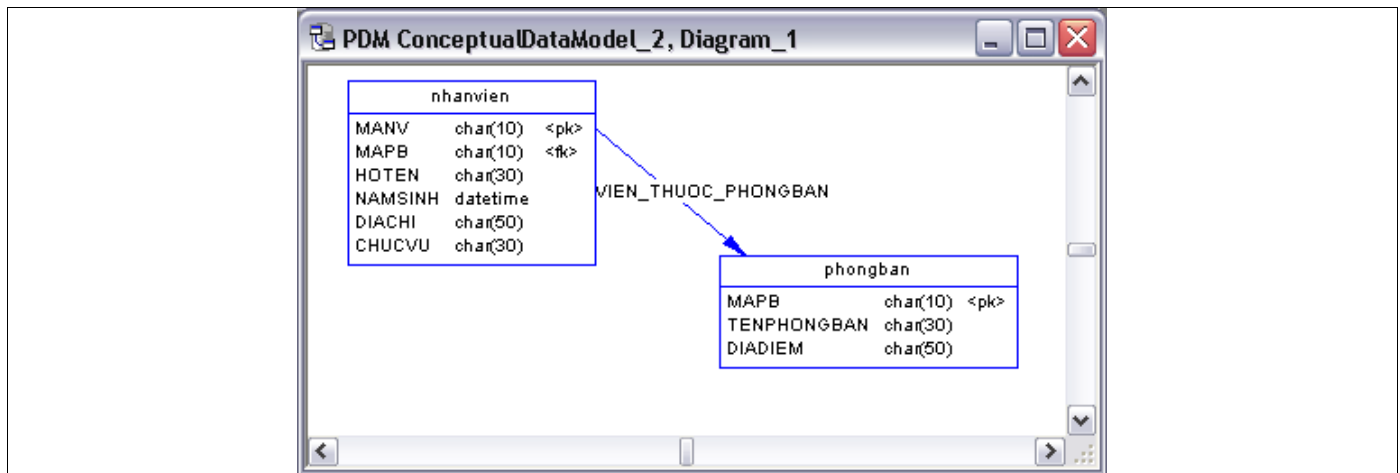 PDM ConceptualDataModel_2, Diagram_1
nhanvien
MANV char(10) <pk>
MAPB char(10) <fk>
HOTEN char(30)
NAMSINH datetime
DIACHI char(50)
CHUCVU char(30)
VIEN_THUOC_PHONGBAN
phongban
MAPB char(10) <pk>
TENPHONGBAN char(30)
DIADIEM char(50)